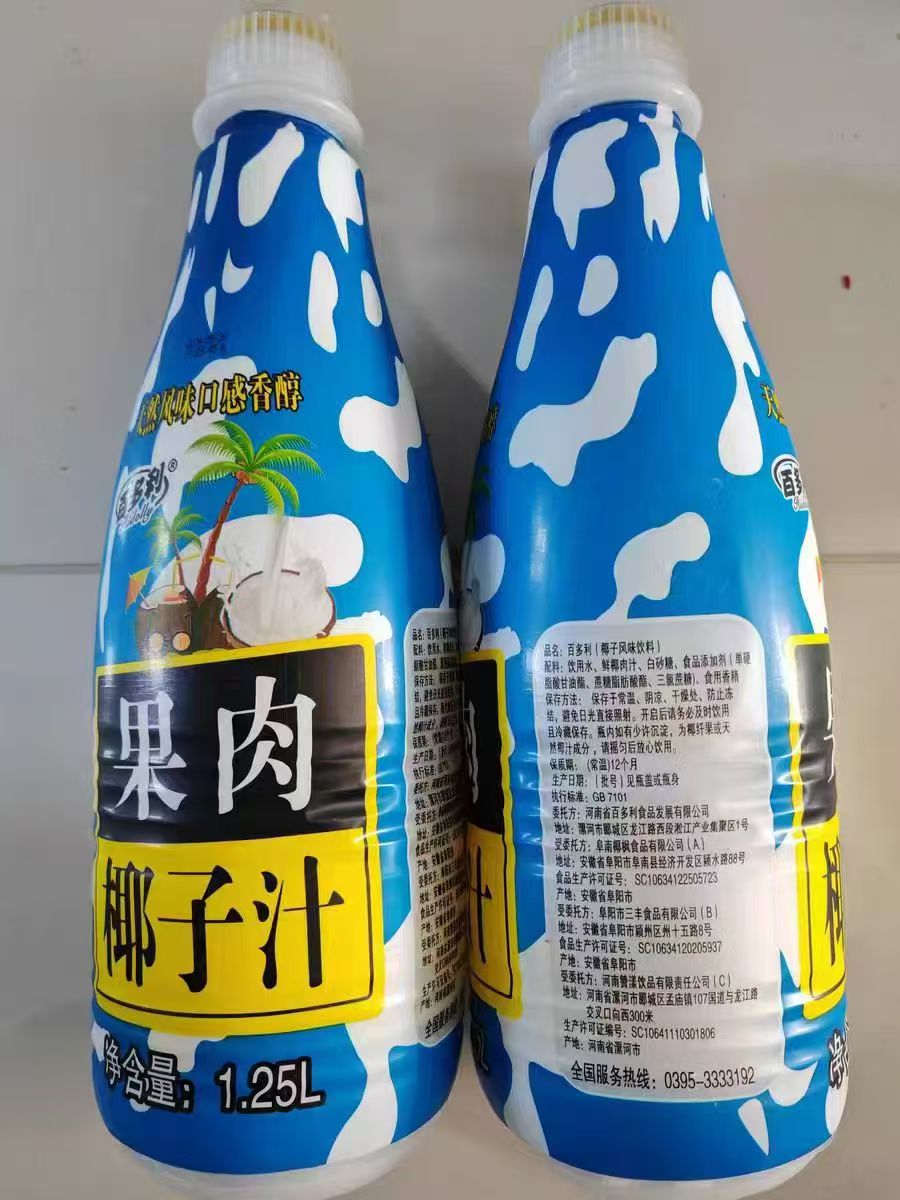 天然风味 口感香醇
百多利®
果肉
椰子汁
净含量：1.25L
品名：百多利（椰子风味饮料）
配料：饮用水、鲜椰肉汁、白砂糖、食品添加剂（单硬
脂酸甘油酯、蔗糖脂肪酸酯、三氯蔗糖）、食用香精
保存方法： 保存于常温、阴凉、干燥处、防止冻
结，避免日光直接照射。开启后请务必及时饮用
且冷藏保存。瓶内如有少许沉淀，为椰纤果或天
然椰汁成分，请摇匀后放心饮用。
保质期：（常温）12个月
生产日期：（批号）见瓶盖或瓶身
执行标准：GB 7101
委托方：河南省百多利食品发展有限公司
地址：漯河市郾城区龙江路西段淞江产业集聚区1号
受委托方：阜南椰枫食品有限公司（A）
地址：安徽省阜阳市阜南县经济开发区颍水路88号
食品生产许可证号：SC10634122505723
产地：安徽省阜阳市
受委托方：阜阳市三丰食品有限公司（B）
地址：安徽省阜阳市颍州区州十五路8号
食品生产许可证号：SC10634120205937
产地：安徽省阜阳市
受委托方：河南赞漾饮品有限责任公司（C）
地址：河南省漯河市郾城区孟庙镇107国道与龙江路
交叉口向西300米
生产许可证编号：SC10641110301806
产地：河南省漯河市
全国服务热线：0395-3333192
百多利